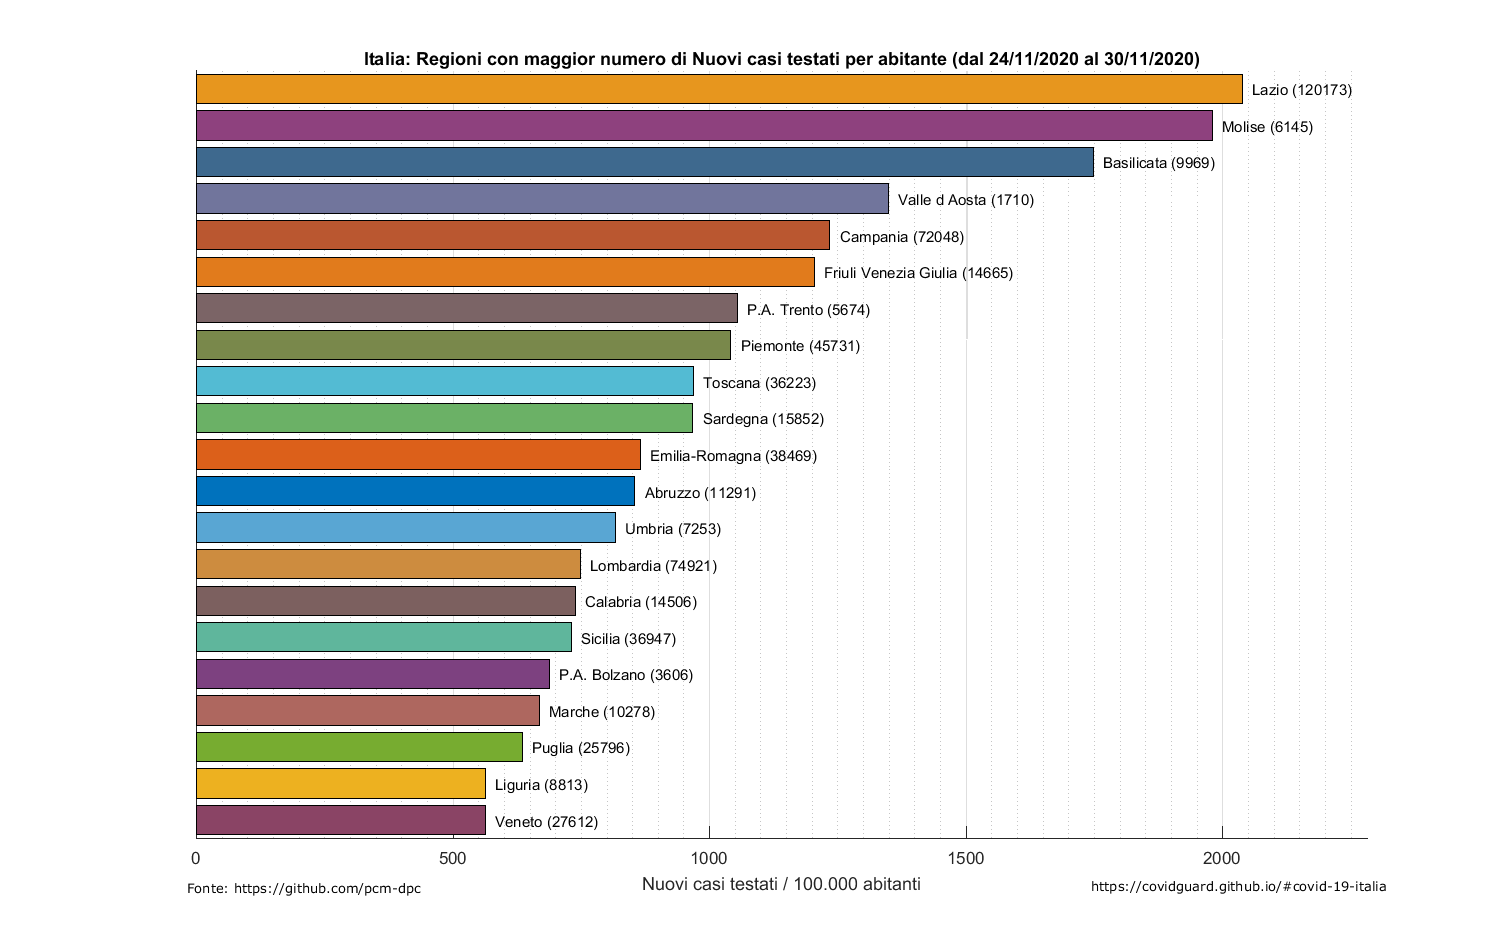 Italia: Regioni con maggior numero di Nuovi casi testati per abitante (dal 24/11/2020 al 30/11/2020)
Lazio (120173)
Molise (6145)
Basilicata (9969)
Valle d Aosta (1710)
Campania (72048)
Friuli Venezia Giulia (14665)
P.A. Trento (5674)
Piemonte (45731)
Toscana (36223)
Sardegna (15852)
Emilia-Romagna (38469)
Abruzzo (11291)
Umbria (7253)
Lombardia (74921)
Calabria (14506)
Sicilia (36947)
P.A. Bolzano (3606)
Marche (10278)
Puglia (25796)
Liguria (8813)
Veneto (27612)
0 500 1000 1500 2000
Nuovi casi testati / 100.000 abitanti
Fonte: https://github.com/pcm-dpc
https://covidguard.github.io/#covid-19-italia